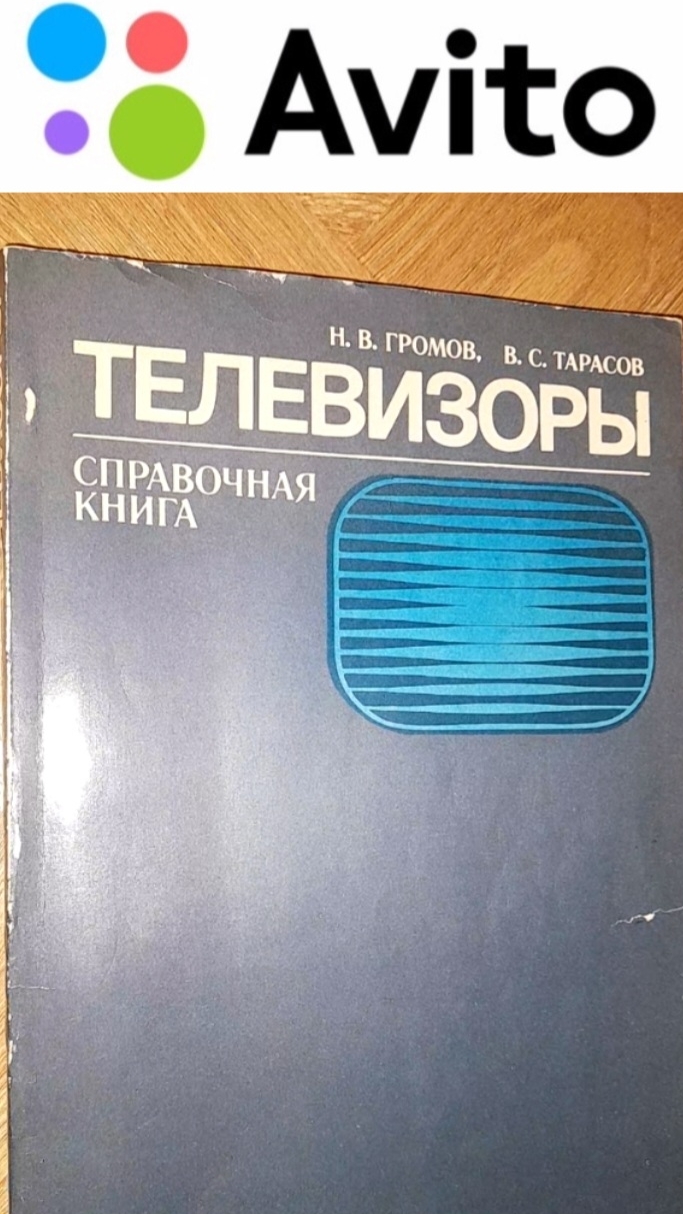 Avito
Н. В. ГРОМОВ, В. С. ТАРАСОВ
ТЕЛЕВИЗОРЫ
СПРАВОЧНАЯ
КНИГА